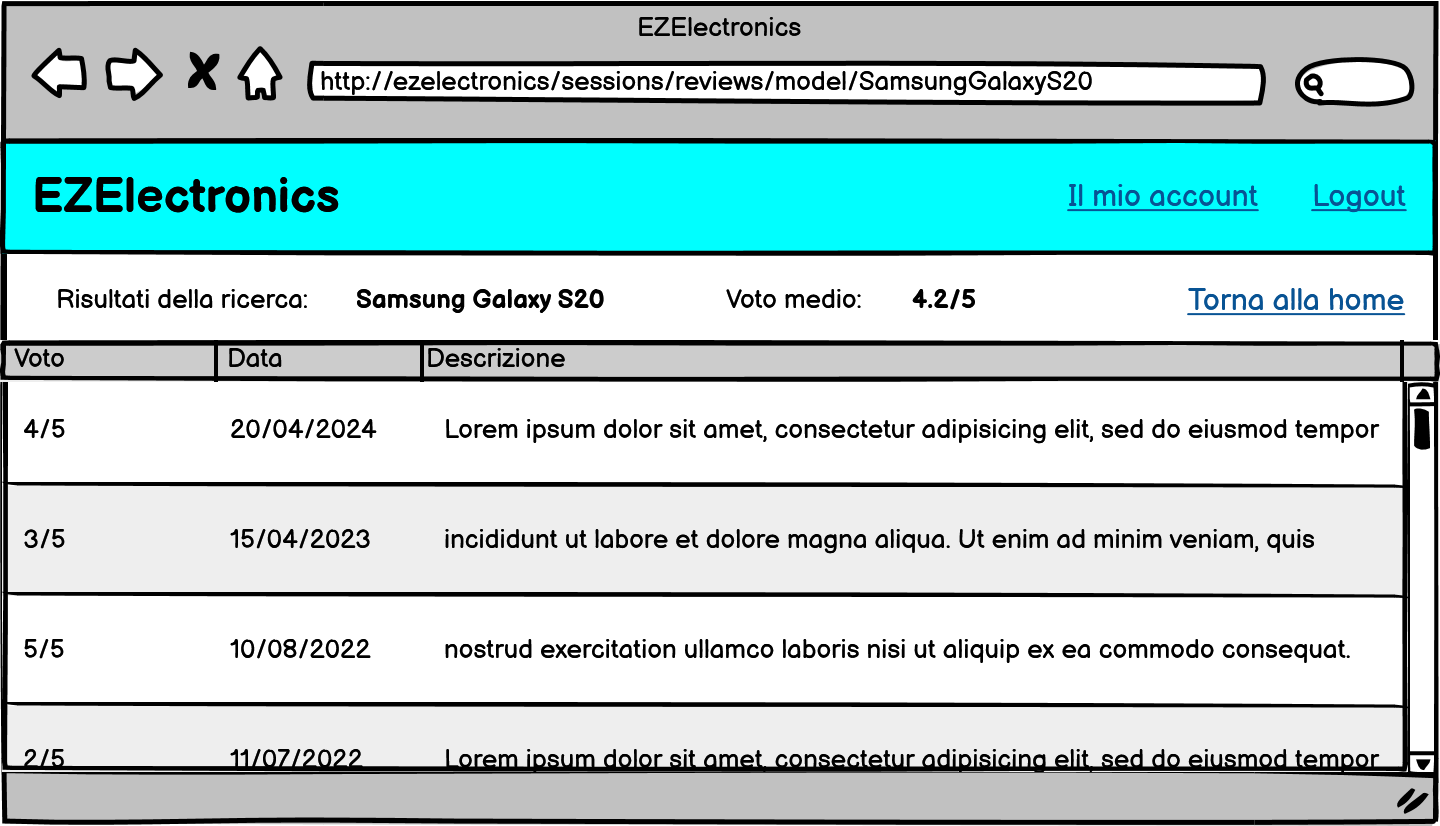 EZElectronics
http://ezelectronics/sessions/reviews/model/SamsungGalaxyS20
EZElectronics Il mio account Logout
Risultati della ricerca: Samsung Galaxy S20 Voto medio: 4.2/5 Torna alla home
Voto Data Descrizione
4/5 20/04/2024 Lorem ipsum dolor sit amet, consectetur adipisicing elit, sed do eiusmod tempor
3/5 15/04/2023 incididunt ut labore et dolore magna aliqua. Ut enim ad minim veniam, quis
5/5 10/08/2022 nostrud exercitation ullamco laboris nisi ut aliquip ex ea commodo consequat.
2/5 11/07/2022 Lorem ipsum dolor sit amet, consectetur adipisicing elit, sed do eiusmod tempor